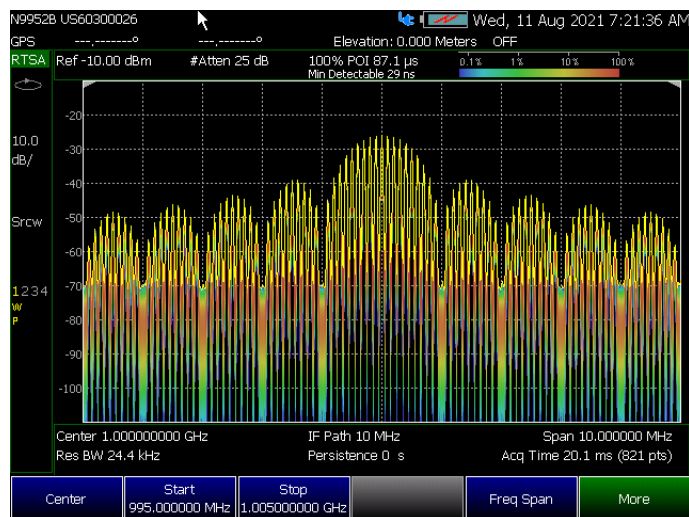 N9952B US60300026 Wed, 11 Aug 2021 7:21:36 AM
GPS ---.-------° ---.-------° Elevation: 0.000 Meters OFF
RTSA Ref -10.00 dBm #Atten 25 dB 100% POI 87.1 µs 0.1% 1% 10% 100%
Min Detectable 29 ns
-20
10.0 -30
dB/
-40
Srcw -50
-60
1234 -70
W
P -80
-90
-100
Center 1.000000000 GHz IF Path 10 MHz Span 10.000000 MHz
Res BW 24.4 kHz Persistence 0 s Acq Time 20.1 ms (821 pts)
Center Start Stop Freq Span More
995.000000 MHz 1.005000000 GHz